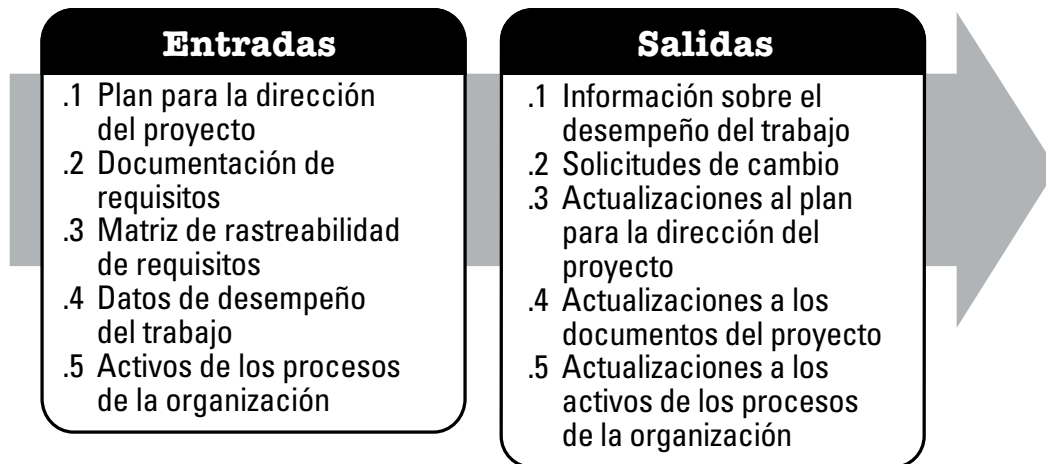 Entradas
.1 Plan para la dirección
del proyecto
.2 Documentación de
requisitos
.3 Matriz de rastreabilidad
de requisitos
.4 Datos de desempeño
del trabajo
.5 Activos de los procesos
de la organización
Salidas
.1 Información sobre el
desempeño del trabajo
.2 Solicitudes de cambio
.3 Actualizaciones al plan
para la dirección del
proyecto
.4 Actualizaciones a los
documentos del proyecto
.5 Actualizaciones a los
activos de los procesos
de la organización